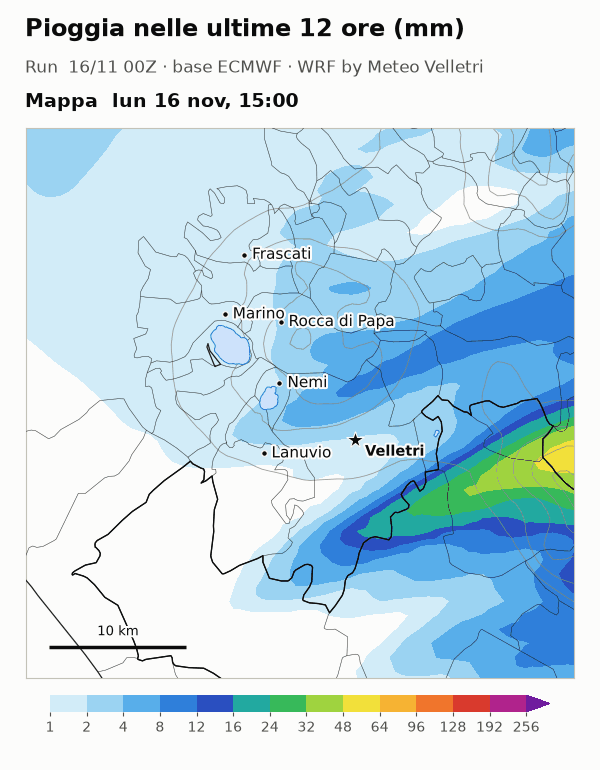 Pioggia nelle ultime 12 ore (mm)
Run  16/11 00Z · base ECMWF · WRF by Meteo Velletri
Mappa  lun 16 nov, 15:00
Frascati
Marino
Rocca di Papa
Nemi
Velletri
Lanuvio
10 km
1 2 4 8 12 16 24 32 48 64 96 128 192 256